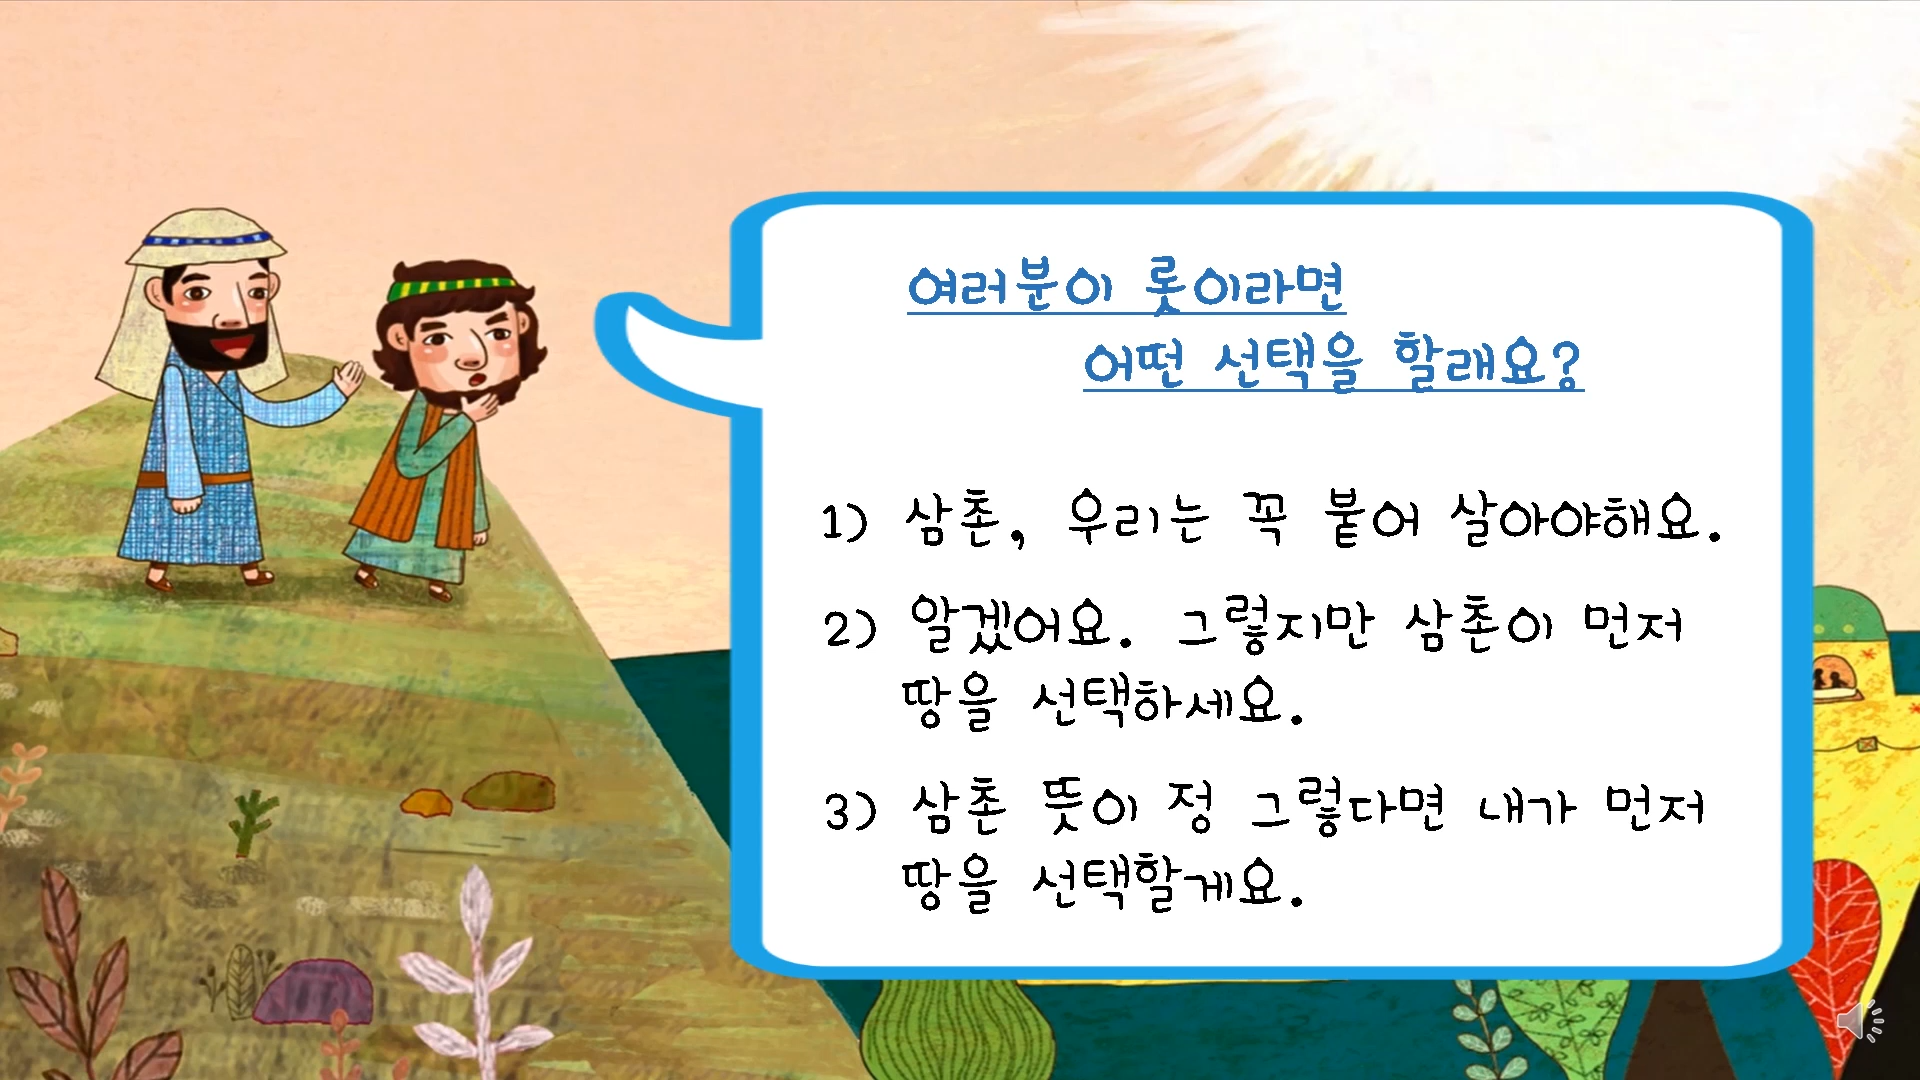 여러분이 롯이라면
어떤 선택을 할래요?
1) 삼촌, 우리는 꼭 붙어 살아야해요.
2) 알겠어요. 그렇지만 삼촌이 먼저
땅을 선택하세요.
3) 삼촌 뜻이 정 그렇다면 내가 먼저
땅을 선택할게요.